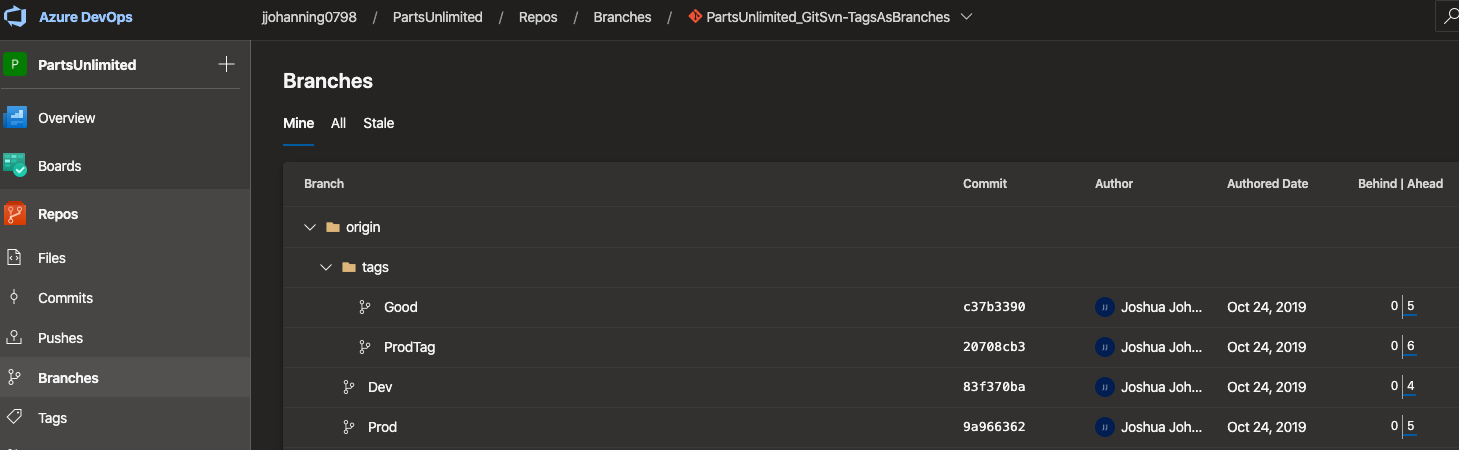 Azure DevOps
jjohanning0798 / PartsUnlimited / Repos / Branches / PartsUnlimited_GitSvn-TagsAsBranches
P PartsUnlimited
Overview
Boards
Repos
Files
Commits
Pushes
Branches
Tags
Branches
Mine All Stale
Branch Commit Author Authored Date Behind | Ahead
origin
tags
Good c37b3390 JJ Joshua Joh... Oct 24, 2019 0 5
ProdTag 20708cb3 JJ Joshua Joh... Oct 24, 2019 0 6
Dev 83f370ba JJ Joshua Joh... Oct 24, 2019 0 4
Prod 9a966362 JJ Joshua Joh... Oct 24, 2019 0 5